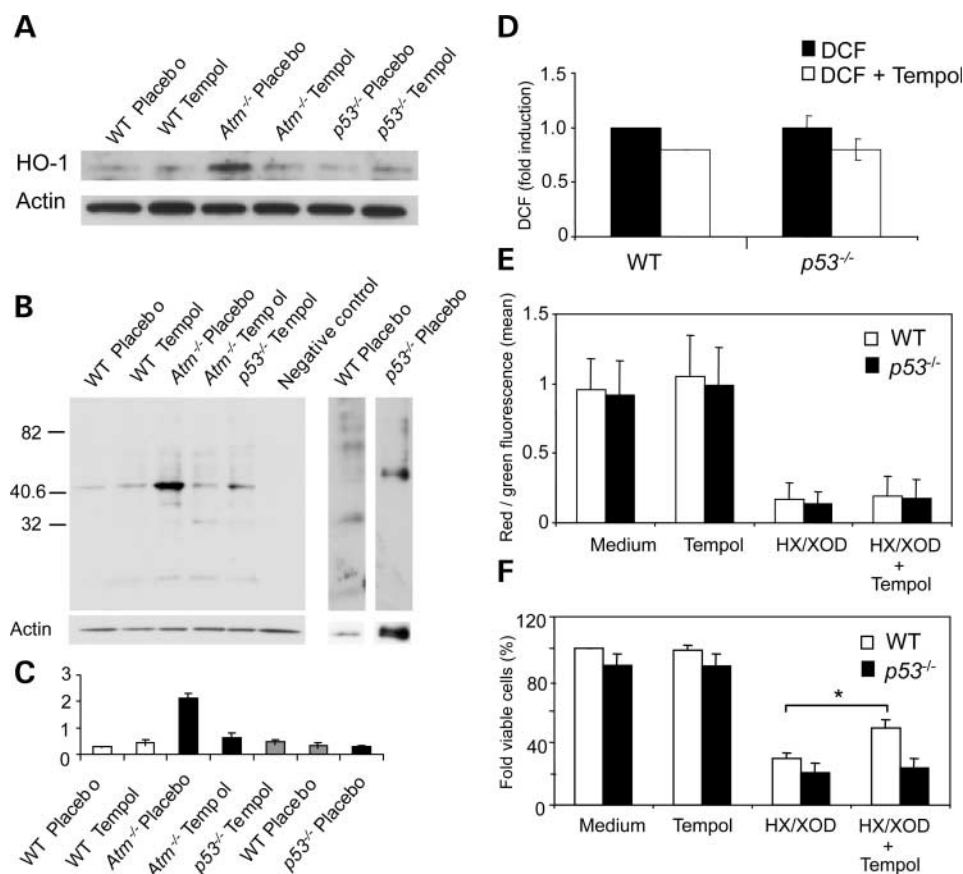 A
WT Placebo
WT Tempol
Atm-/- Placebo
Atm-/- Tempol
p53-/- Placebo
p53-/- Tempol
HO-1
Actin
B
WT Placebo
WT Tempol
Atm-/- Placebo
Atm-/- Tempol
p53-/- Tempol
Negative control
WT Placebo
p53-/- Placebo
82
40.6
32
Actin
C
3
2
1
0
WT Placebo
WT Tempol
Atm-/- Placebo
Atm-/- Tempol
p53-/- Tempol
WT Placebo
p53-/- Placebo
D
DCF
DCF + Tempol
DCF (fold induction)
1.5
1.0
0.5
0
WT
p53-/-
E
Red / green fluorescence (mean)
1.5
1
0.5
0
WT
p53-/-
Medium
Tempol
HX/XOD
HX/XOD
+
Tempol
F
Fold viable cells (%)
120
80
40
0
WT
p53-/-
*
Medium
Tempol
HX/XOD
HX/XOD
+
Tempol